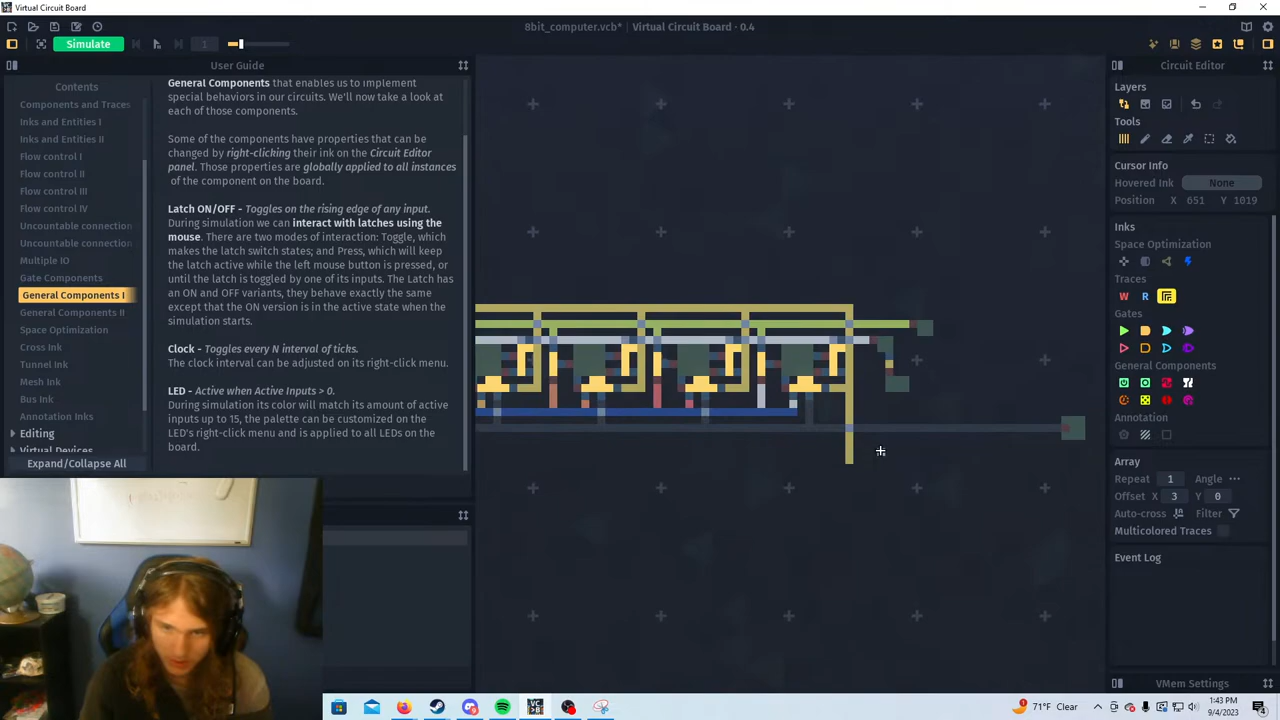 Virtual Circuit Board
8bit_computer.vcb* | Virtual Circuit Board · 0.4
Simulate
1
User Guide
Circuit Editor
Contents
Components and Traces
Inks and Entities I
Inks and Entities II
Flow control I
Flow control II
Flow control III
Flow control IV
Uncountable connection
Uncountable connection
Multiple IO
Gate Components
General Components I
General Components II
Space Optimization
Cross Ink
Tunnel Ink
Mesh Ink
Bus Ink
Annotation Inks
Editing
Virtual Devices
Expand/Collapse All
General Components that enables us to implement
special behaviors in our circuits. We'll now take a look at
each of those components.
Some of the components have properties that can be
changed by right-clicking their ink on the Circuit Editor
panel. Those properties are globally applied to all instances
of the component on the board.
Latch ON/OFF - Toggles on the rising edge of any input.
During simulation we can interact with latches using the
mouse. There are two modes of interaction: Toggle, which
makes the latch switch states; and Press, which will keep
the latch active while the left mouse button is pressed, or
until the latch is toggled by one of its inputs. The Latch has
an ON and OFF variants, they behave exactly the same
except that the ON version is in the active state when the
simulation starts.
Clock - Toggles every N interval of ticks.
The clock interval can be adjusted on its right-click menu.
LED - Active when Active Inputs > 0.
During simulation its color will match its amount of active
inputs up to 15, the palette can be customized on the
LED's right-click menu and is applied to all LEDs on the
board.
Layers
Tools
Cursor Info
Hovered Ink None
Position X 651 Y 1019
Inks
Space Optimization
Traces
W R
Gates
General Components
Annotation
Array
Repeat 1 Angle
Offset X 3 Y 0
Auto-cross Filter
Multicolored Traces
Event Log
VMem Settings
71°F Clear
1:43 PM
9/4/2023